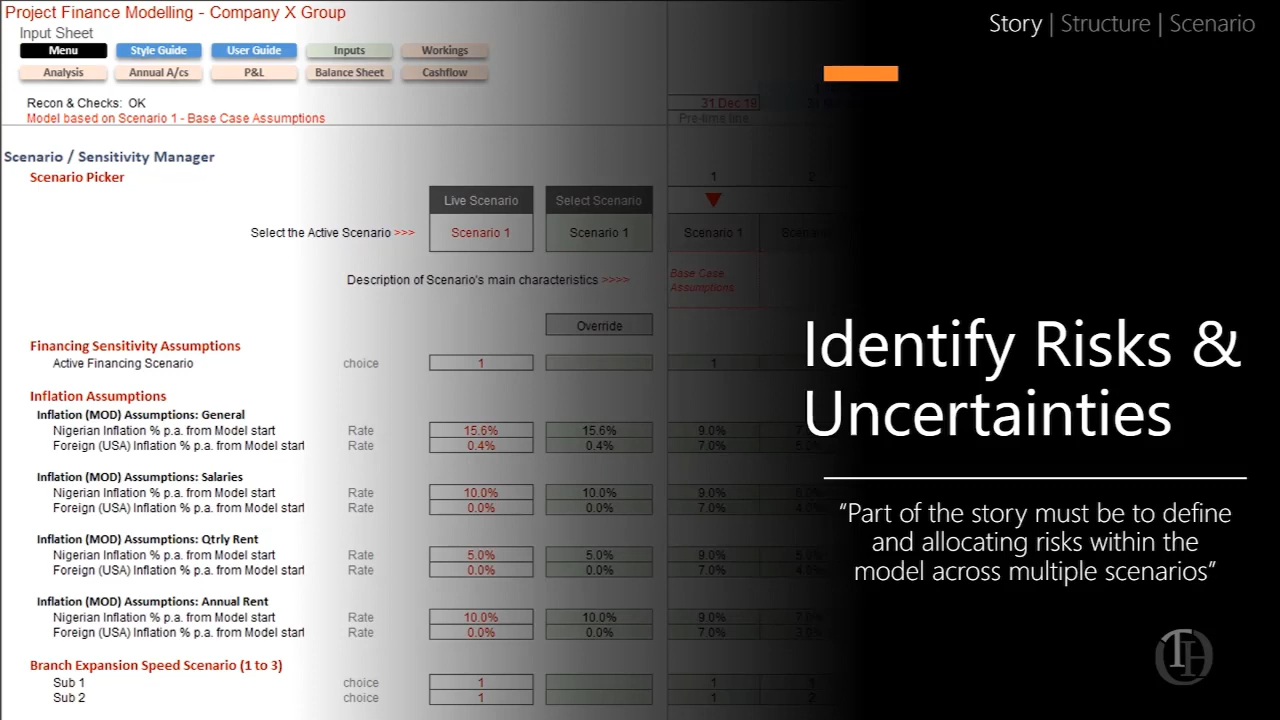 Project Finance Modelling - Company X Group
Input Sheet
Menu Style Guide User Guide Inputs Workings
Analysis Annual A/cs P&L Balance Sheet Cashflow
Recon & Checks: OK
Model based on Scenario 1 - Base Case Assumptions
31 Dec 19
Pre-time line
Story | Structure | Scenario
Scenario / Sensitivity Manager
Scenario Picker
1 2
Live Scenario Select Scenario
Select the Active Scenario >>> Scenario 1 Scenario 1 Scenario 1 Scenario
Description of Scenario's main characteristics >>>>
Base Case
Assumptions
Override
Financing Sensitivity Assumptions
Active Financing Scenario choice 1 1
Inflation Assumptions
Inflation (MOD) Assumptions: General
Nigerian Inflation % p.a. from Model start Rate 15.6% 15.6% 9.0%
Foreign (USA) Inflation % p.a. from Model start Rate 0.4% 0.4% 7.0%
Inflation (MOD) Assumptions: Salaries
Nigerian Inflation % p.a. from Model start Rate 10.0% 10.0% 9.0%
Foreign (USA) Inflation % p.a. from Model start Rate 0.0% 0.0% 7.0%
Inflation (MOD) Assumptions: Qtrly Rent
Nigerian Inflation % p.a. from Model start Rate 5.0% 5.0% 9.0%
Foreign (USA) Inflation % p.a. from Model start Rate 0.0% 0.0% 7.0%
Inflation (MOD) Assumptions: Annual Rent
Nigerian Inflation % p.a. from Model start Rate 10.0% 10.0% 9.0%
Foreign (USA) Inflation % p.a. from Model start Rate 0.0% 0.0% 7.0%
Branch Expansion Speed Scenario (1 to 3)
Sub 1 choice 1 1 1
Sub 2 choice 1 1 2
Identify Risks &
Uncertainties
“Part of the story must be to define
and allocating risks within the
model across multiple scenarios”